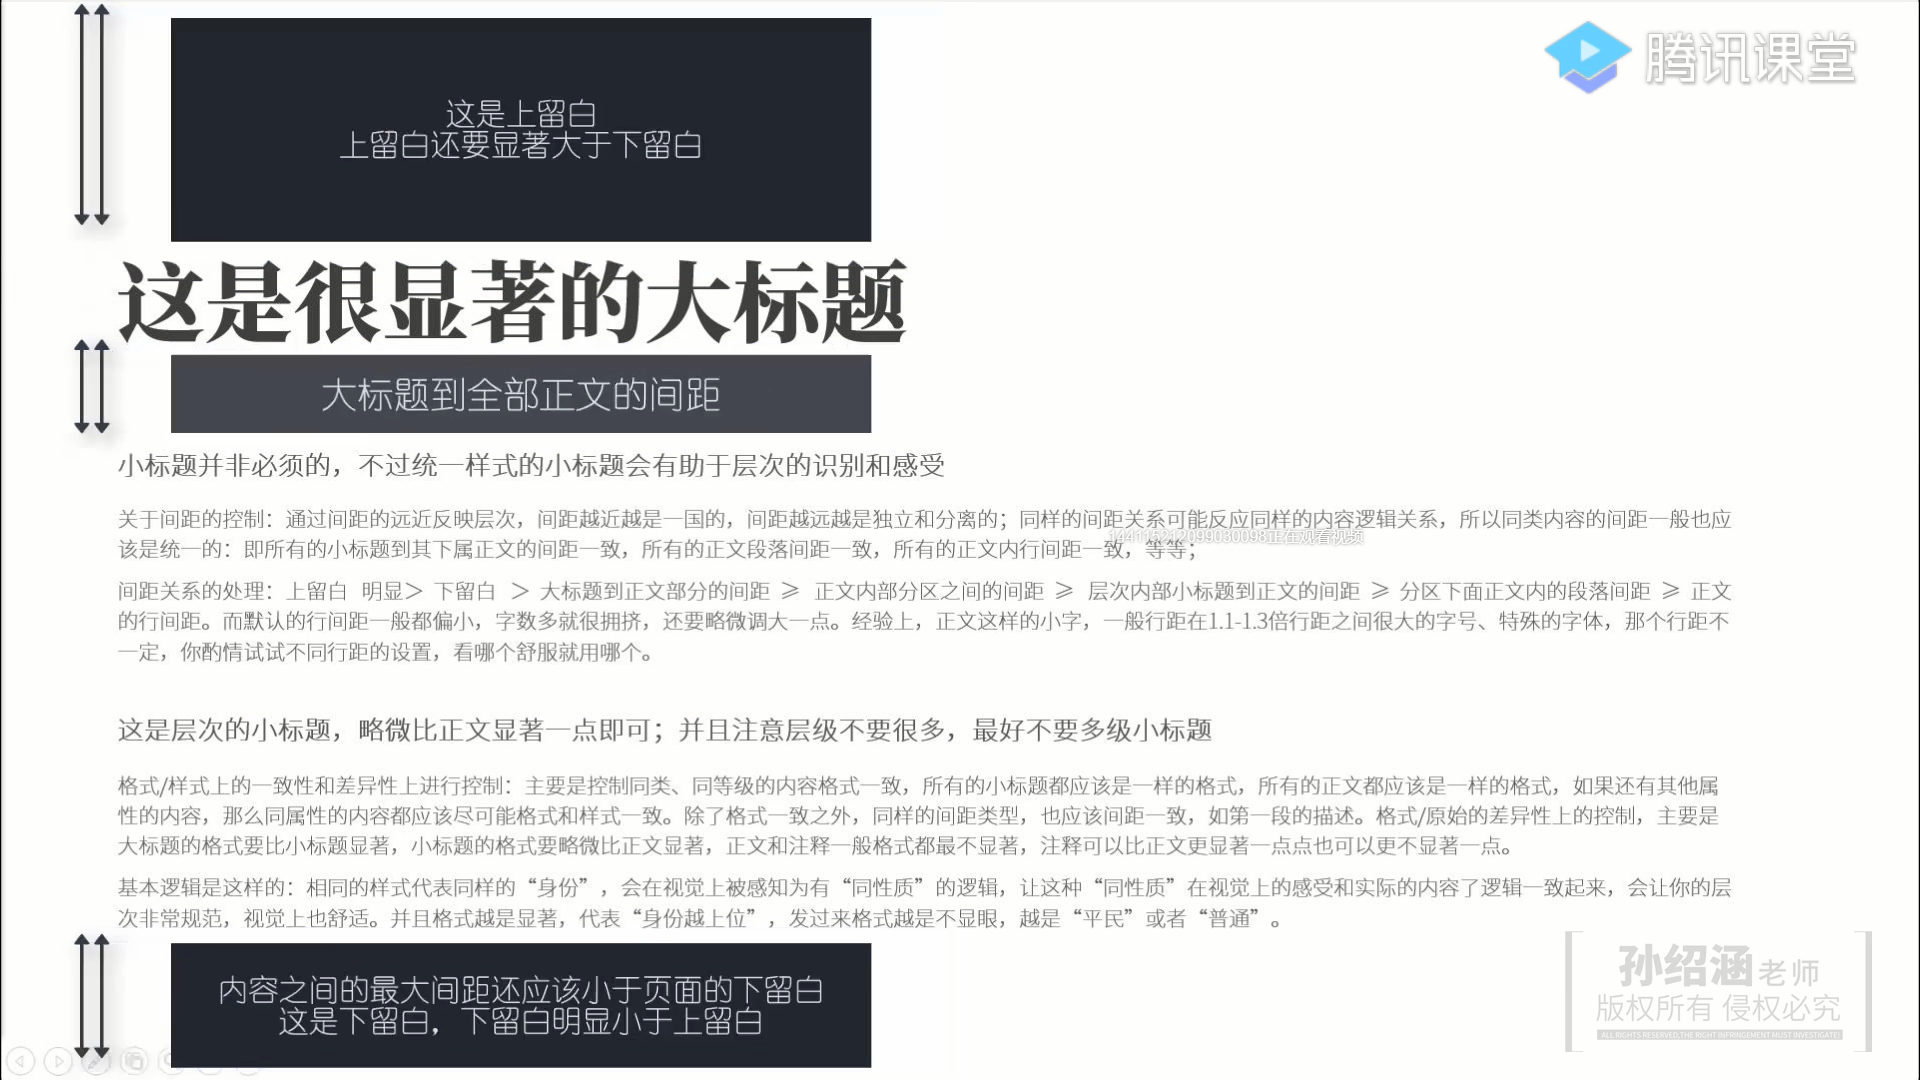 这是上留白
上留白还要显著大于下留白
腾讯课堂
这是很显著的大标题
大标题到全部正文的间距
小标题并非必须的，不过统一样式的小标题会有助于层次的识别和感受
关于间距的控制：通过间距的远近反映层次，间距越近越是一国的，间距越远越是独立和分离的；同样的间距关系可能反应同样的内容逻辑关系，所以同类内容的间距一般也应
该是统一的：即所有的小标题到其下属正文的间距一致，所有的正文段落间距一致，所有的正文内行间距一致，等等；
144115212099030098正在观看视频
间距关系的处理：上留白 明显＞ 下留白 ＞ 大标题到正文部分的间距 ≥ 正文内部分区之间的间距 ≥ 层次内部小标题到正文的间距 ≥ 分区下面正文内的段落间距 ≥ 正文
的行间距。而默认的行间距一般都偏小，字数多就很拥挤，还要略微调大一点。经验上，正文这样的小字，一般行距在1.1-1.3倍行距之间很大的字号、特殊的字体，那个行距不
一定，你酌情试试不同行距的设置，看哪个舒服就用哪个。
这是层次的小标题，略微比正文显著一点即可；并且注意层级不要很多，最好不要多级小标题
格式/样式上的一致性和差异性上进行控制：主要是控制同类、同等级的内容格式一致，所有的小标题都应该是一样的格式，所有的正文都应该是一样的格式，如果还有其他属
性的内容，那么同属性的内容都应该尽可能格式和样式一致。除了格式一致之外，同样的间距类型，也应该间距一致，如第一段的描述。格式/原始的差异性上的控制，主要是
大标题的格式要比小标题显著，小标题的格式要略微比正文显著，正文和注释一般格式都最不显著，注释可以比正文更显著一点点也可以更不显著一点。
基本逻辑是这样的：相同的样式代表同样的“身份”，会在视觉上被感知为有“同性质”的逻辑，让这种“同性质”在视觉上的感受和实际的内容了逻辑一致起来，会让你的层
次非常规范，视觉上也舒适。并且格式越是显著，代表“身份越上位”，发过来格式越是不显眼，越是“平民”或者“普通”。
内容之间的最大间距还应该小于页面的下留白
这是下留白，下留白明显小于上留白
孙绍涵老师
版权所有 侵权必究
ALL RIGHTS RESERVED,THE RIGHT INFRINGEMENT MUST INVESTIGATE!